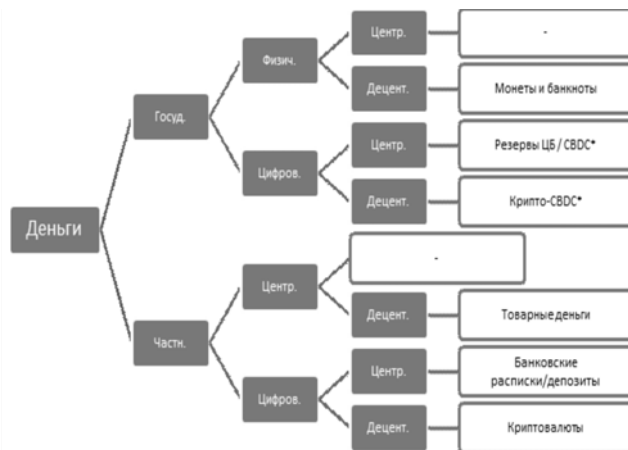 Центр.
-
Физич.
Децент.
Монеты и банкноты
Госуд.
Центр.
Резервы ЦБ / CBDC*
Цифров.
Децент.
Крипто-CBDC*
Деньги
-
Центр.
Децент.
Товарные деньги
Частн.
Центр.
Банковские
расписки/депозиты
Цифров.
Децент.
Криптовалюты